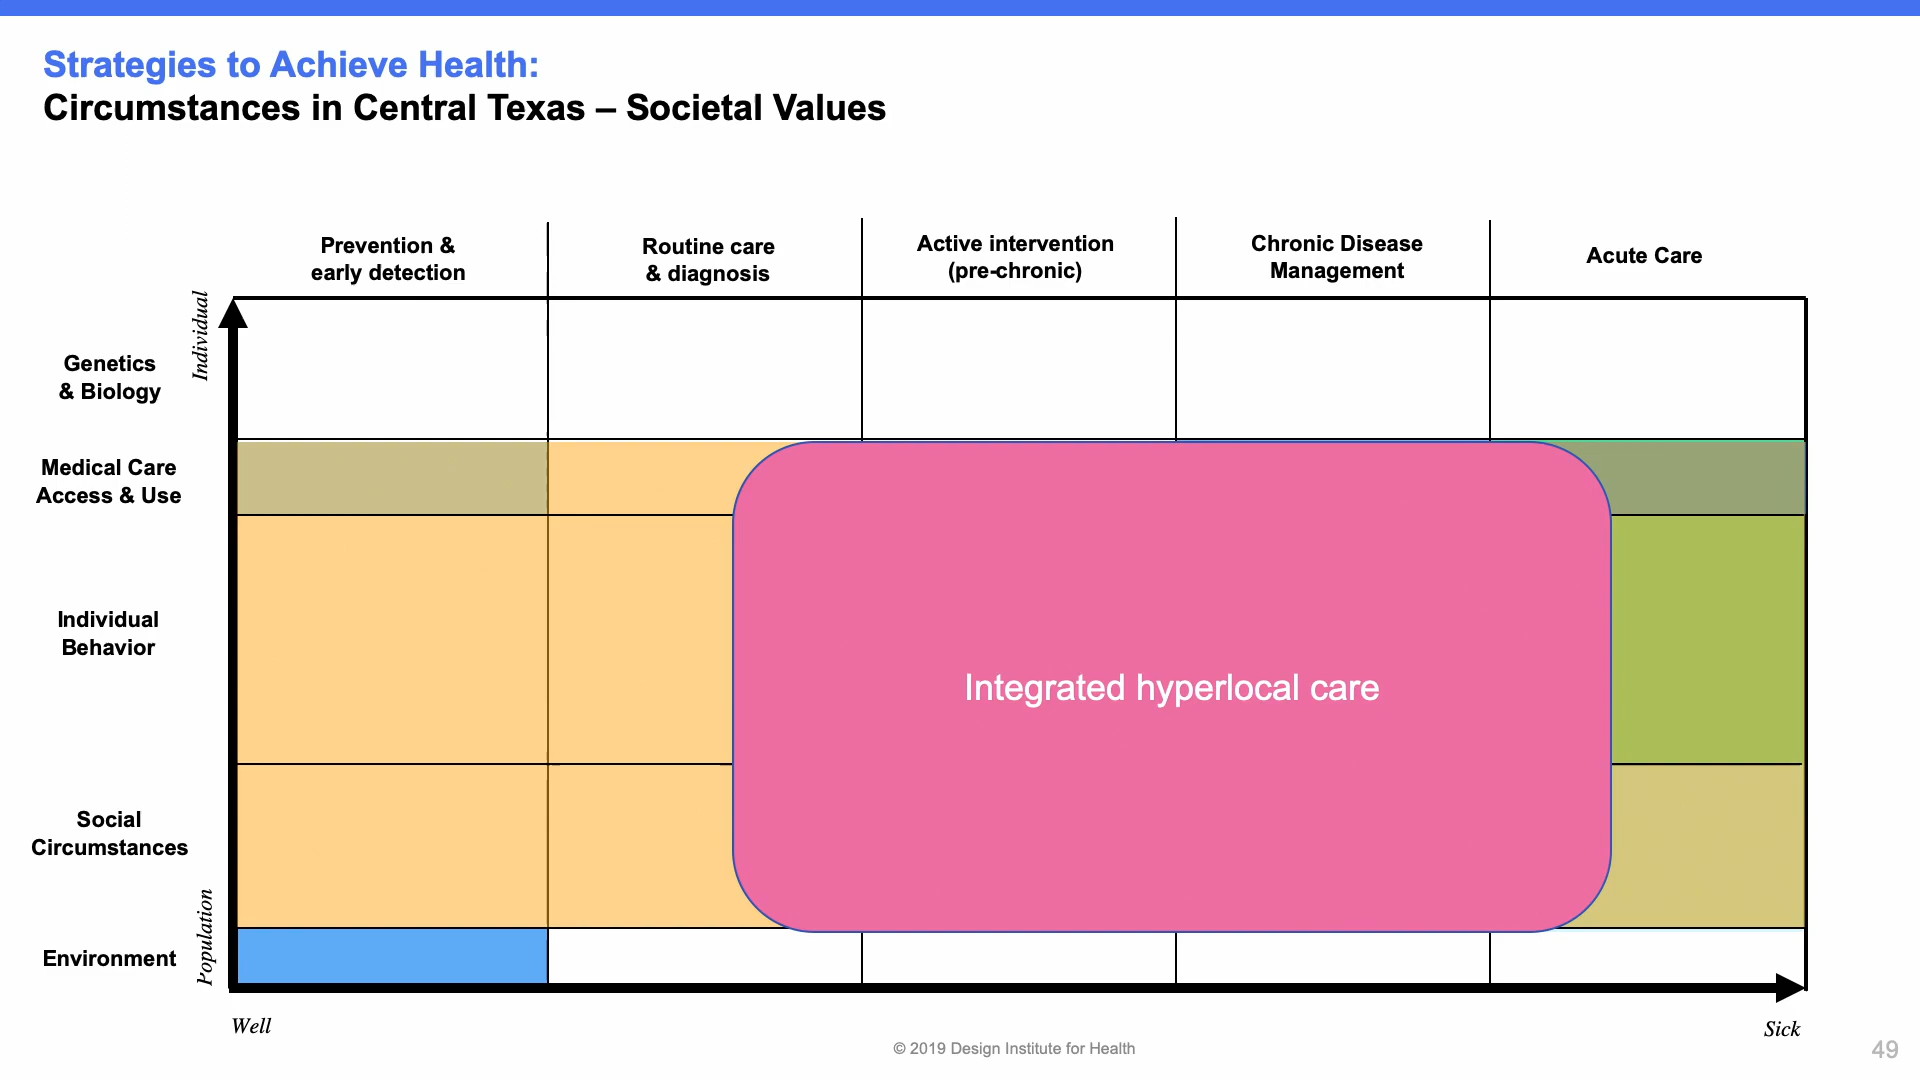 Strategies to Achieve Health:
Circumstances in Central Texas – Societal Values
Prevention &
early detection
Routine care
& diagnosis
Active intervention
(pre-chronic)
Chronic Disease
Management
Acute Care
Individual
Genetics
& Biology
Medical Care
Access & Use
Individual
Behavior
Integrated hyperlocal care
Social
Circumstances
Population
Environment
Well
Sick
© 2019 Design Institute for Health
49